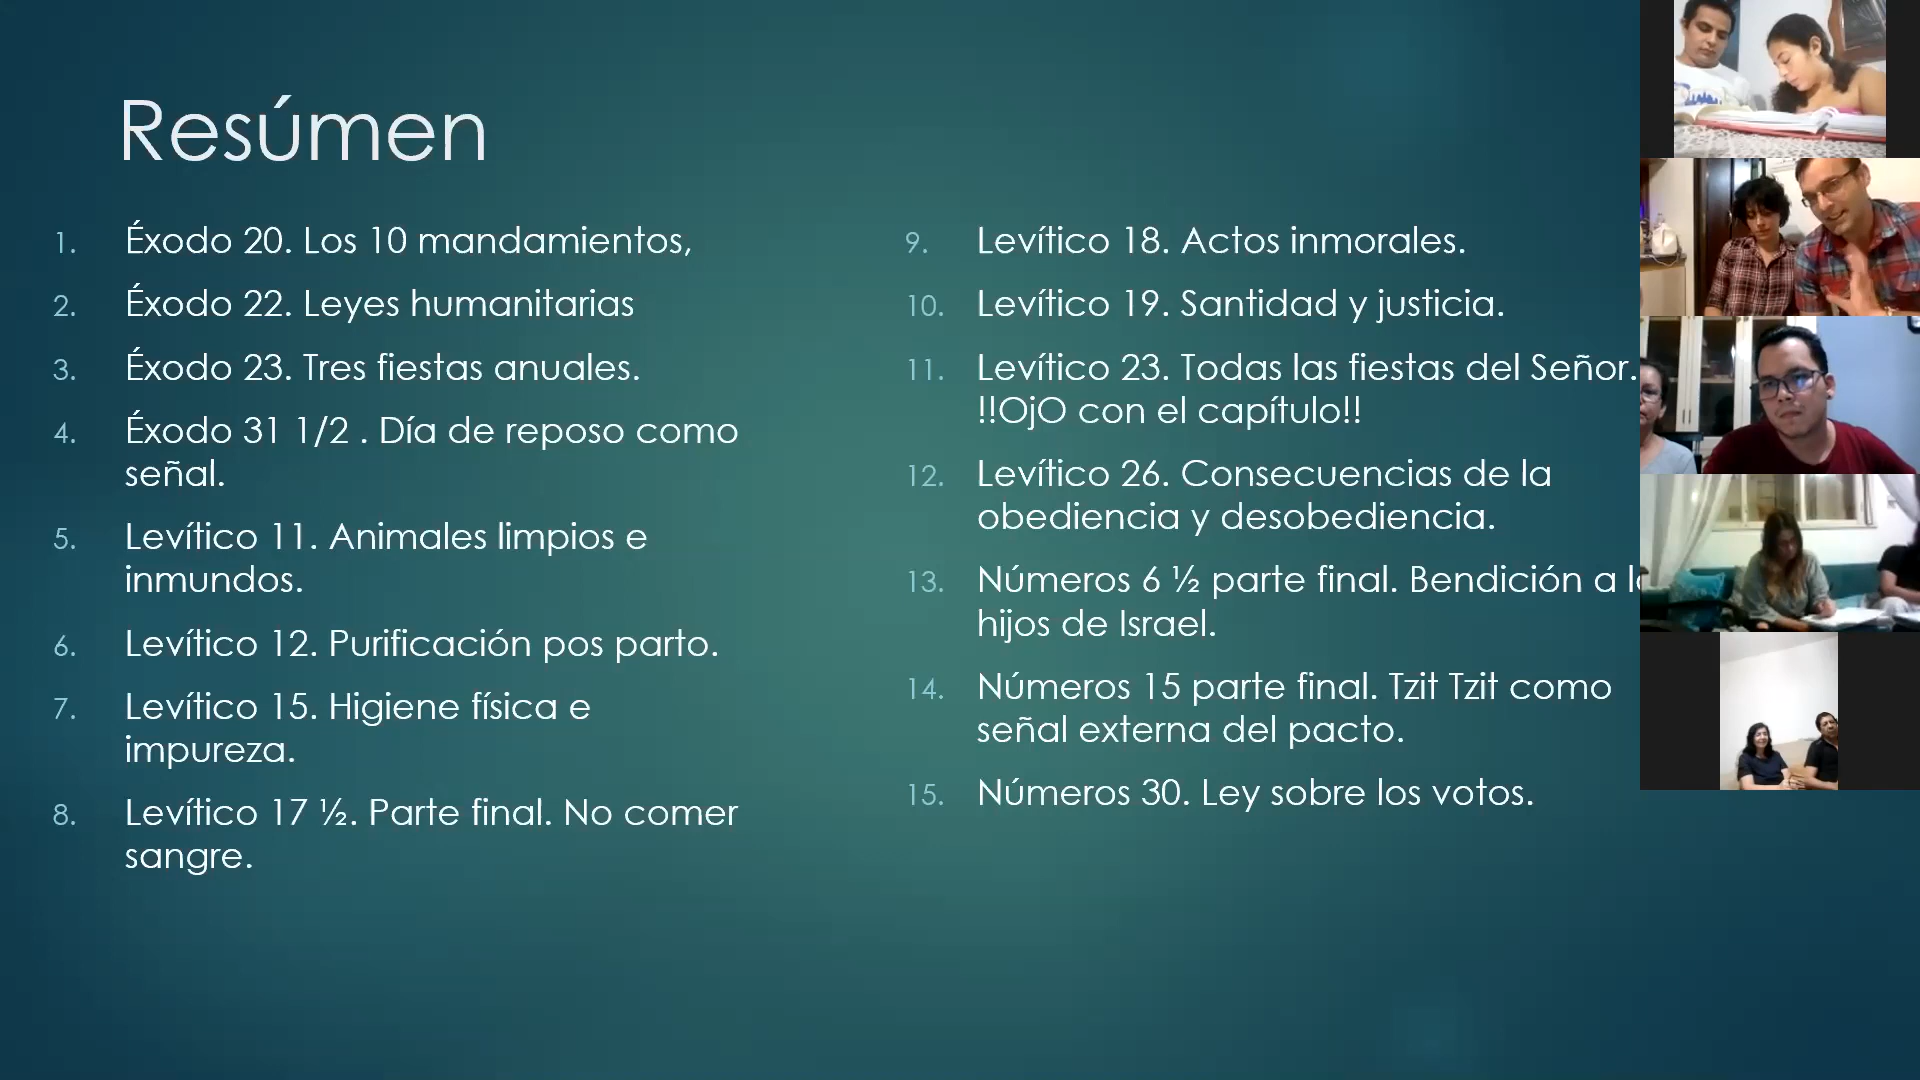 Resúmen
1. Éxodo 20. Los 10 mandamientos,
2. Éxodo 22. Leyes humanitarias
3. Éxodo 23. Tres fiestas anuales.
4. Éxodo 31 1/2 . Día de reposo como
señal.
5. Levítico 11. Animales limpios e
inmundos.
6. Levítico 12. Purificación pos parto.
7. Levítico 15. Higiene física e
impureza.
8. Levítico 17 ½. Parte final. No comer
sangre.
9. Levítico 18. Actos inmorales.
10. Levítico 19. Santidad y justicia.
11. Levítico 23. Todas las fiestas del Señor.
!!OjO con el capítulo!!
12. Levítico 26. Consecuencias de la
obediencia y desobediencia.
13. Números 6 ½ parte final. Bendición a
hijos de Israel.
14. Números 15 parte final. Tzit Tzit como
señal externa del pacto.
15. Números 30. Ley sobre los votos.